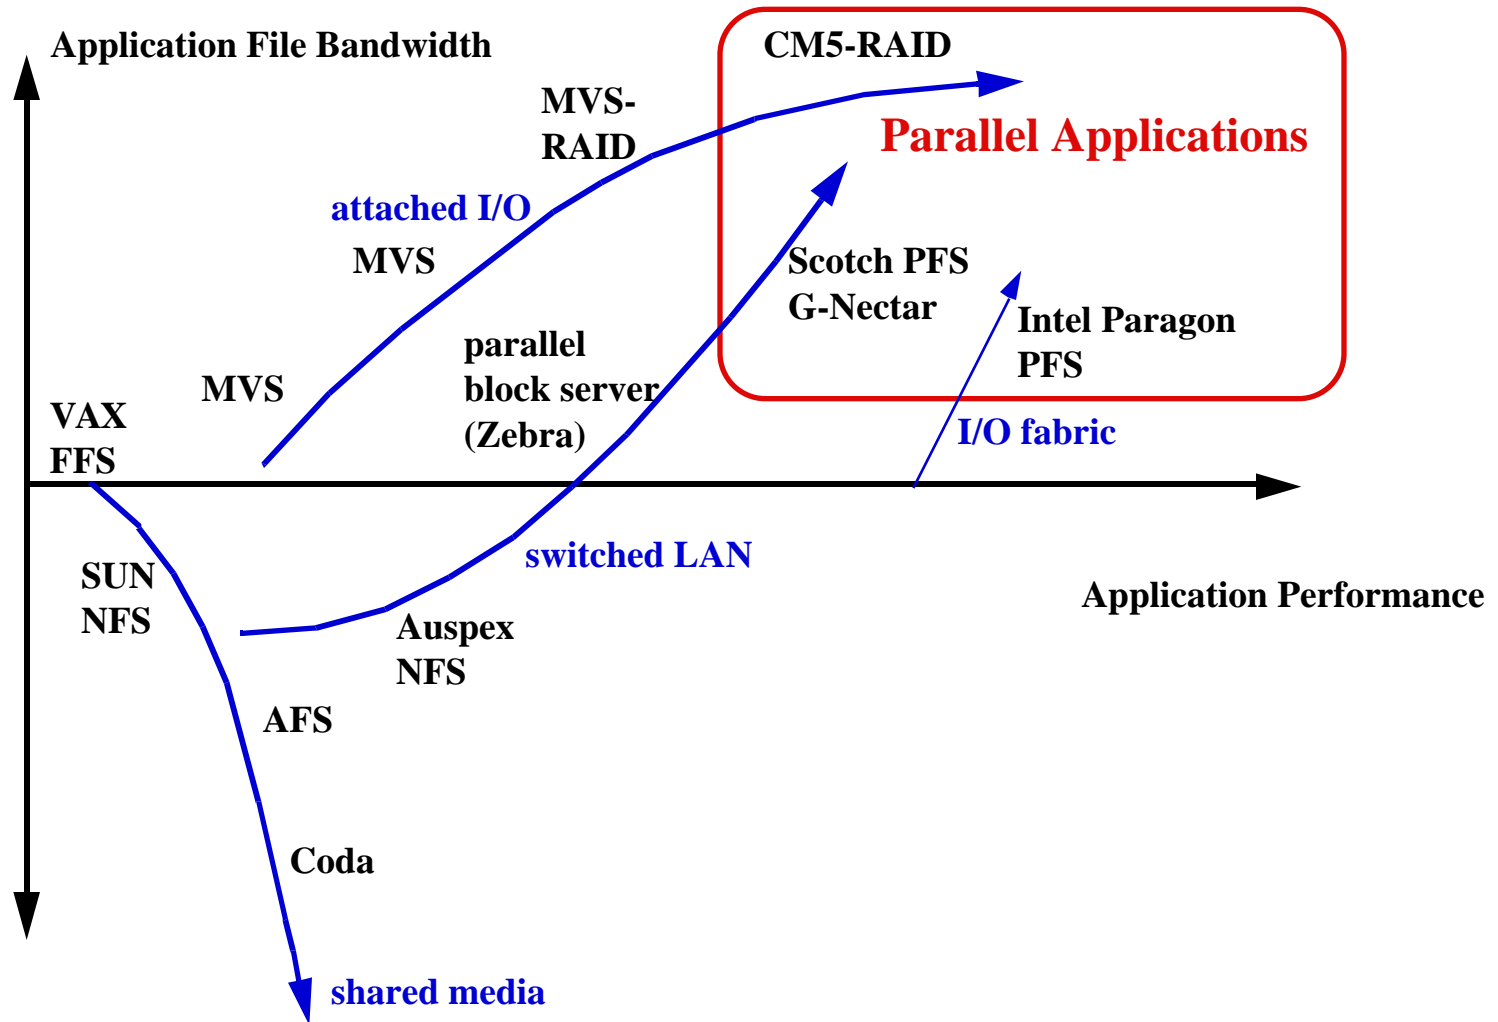 Application File Bandwidth
CM5-RAID
MVS-
RAID
Parallel Applications
attached I/O
MVS
Scotch PFS
G-Nectar
Intel Paragon
PFS
parallel
block server
(Zebra)
MVS
VAX
FFS
I/O fabric
switched LAN
SUN
NFS
Application Performance
Auspex
NFS
AFS
Coda
shared media